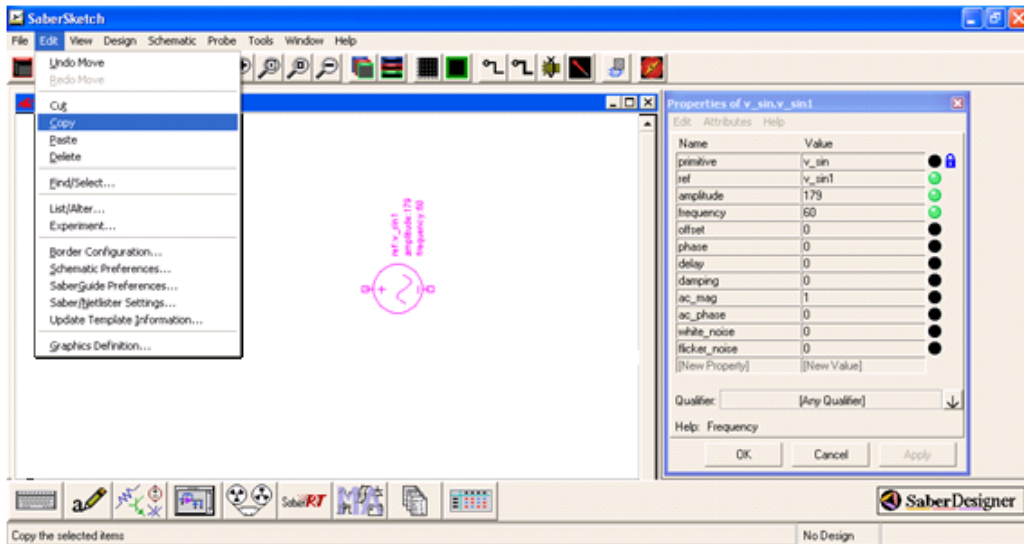 SaberSketch
File Edit View Design Schematic Probe Tools Window Help
Undo Move
Redo Move
Cut
Copy
Paste
Delete
Find/Select...
List/Alter...
Experiment...
Border Configuration...
Schematic Preferences...
SaberGuide Preferences...
Saber/Netlister Settings...
Update Template Information...
Graphics Definition...
ref:v_sin1
amplitude:179
frequency:60
Properties of v_sin.v_sin1
Edit Attributes Help
Name Value
primitive v_sin
ref v_sin1
amplitude 179
frequency 60
offset 0
phase 0
delay 0
damping 0
ac_mag 1
ac_phase 0
white_noise 0
flicker_noise 0
[New Property] [New Value]
Qualifier: [Any Qualifier]
Help: Frequency
OK Cancel Apply
SaberRT
SaberDesigner
Copy the selected items No Design